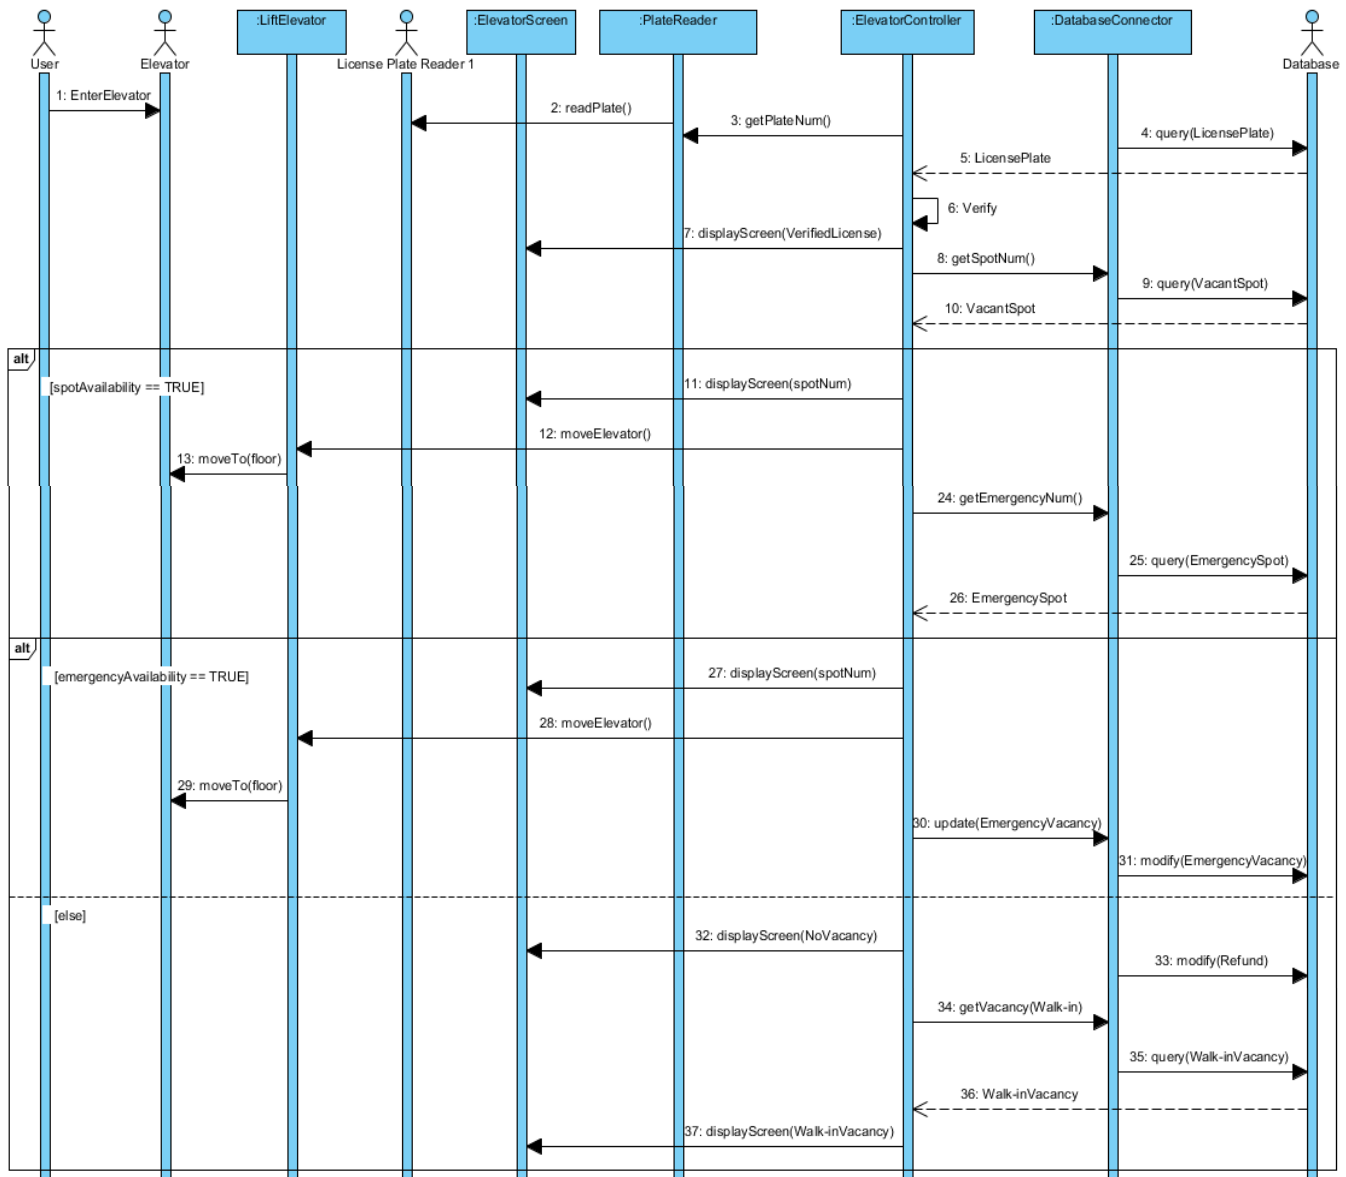 :LiftElevator
:ElevatorScreen
:PlateReader
:ElevatorController
:DatabaseConnector
User
Elevator
License Plate Reader 1
Database
1: EnterElevator
2: readPlate()
3: getPlateNum()
4: query(LicensePlate)
5: LicensePlate
6: Verify
7: displayScreen(VerifiedLicense)
8: getSpotNum()
9: query(VacantSpot)
10: VacantSpot
alt
[spotAvailability == TRUE]
11: displayScreen(spotNum)
12: moveElevator()
13: moveTo(floor)
24: getEmergencyNum()
25: query(EmergencySpot)
26: EmergencySpot
alt
[emergencyAvailability == TRUE]
27: displayScreen(spotNum)
28: moveElevator()
29: moveTo(floor)
30: update(EmergencyVacancy)
31: modify(EmergencyVacancy)
[else]
32: displayScreen(NoVacancy)
33: modify(Refund)
34: getVacancy(Walk-in)
35: query(Walk-inVacancy)
36: Walk-inVacancy
37: displayScreen(Walk-inVacancy)